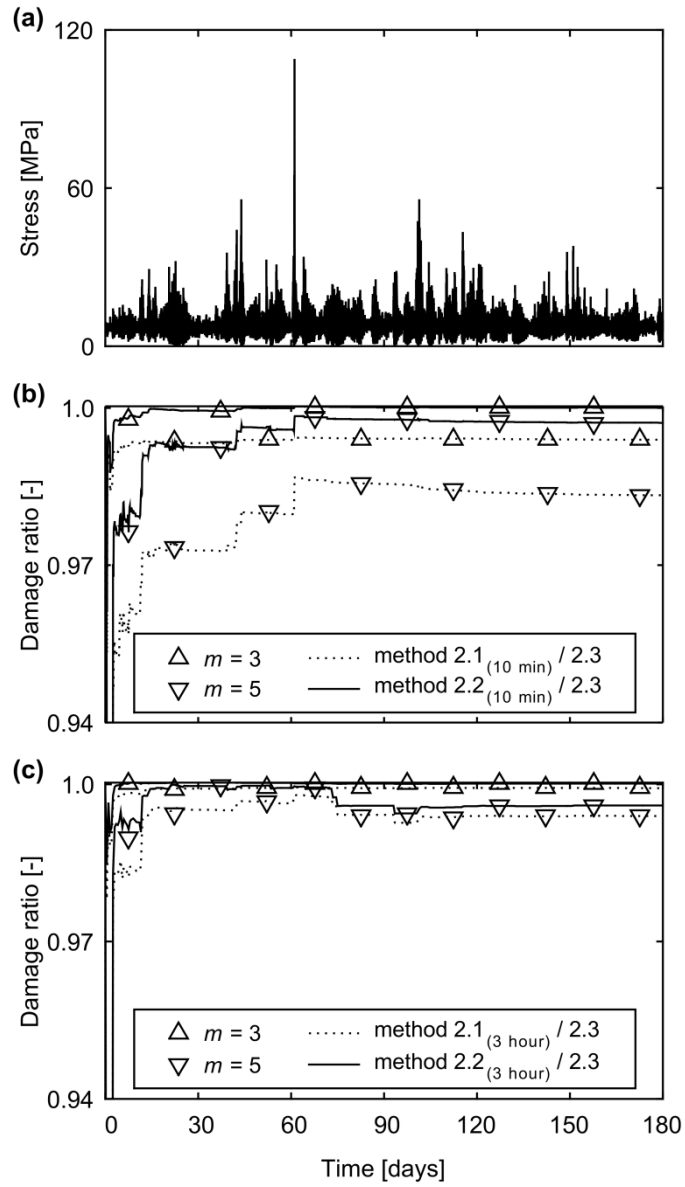 (a)
120
60
0
Stress [MPa]
(b)
1.0
0.97
0.94
Damage ratio [-]
m = 3
method 2.1 (10 min) / 2.3
m = 5
method 2.2 (10 min) / 2.3
(c)
1.0
0.97
0.94
Damage ratio [-]
m = 3
method 2.1 (3 hour) / 2.3
m = 5
method 2.2 (3 hour) / 2.3
0 30 60 90 120 150 180
Time [days]